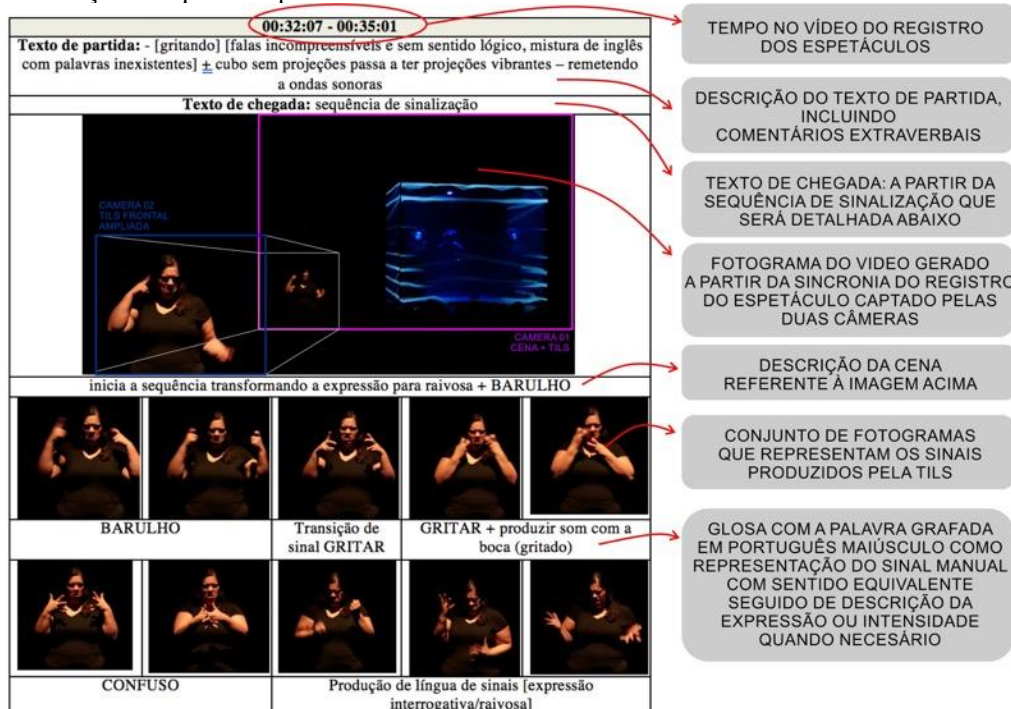 00:32:07 - 00:35:01
Texto de partida: - [gritando] [falas incompreensíveis e sem sentido lógico, mistura de inglês
com palavras inexistentes] + cubo sem projeções passa a ter projeções vibrantes – remetendo
a ondas sonoras
Texto de chegada: sequência de sinalização
CAMERA 02
TILS FRONTAL
AMPLIADA
CAMERA 01
CENA + TILS
inicia a sequência transformando a expressão para raivosa + BARULHO
BARULHO
Transição de
sinal GRITAR
GRITAR + produzir som com a
boca (gritado)
CONFUSO
Produção de língua de sinais [expressão
interrogativa/raivosa]
TEMPO NO VÍDEO DO REGISTRO
DOS ESPETÁCULOS
DESCRIÇÃO DO TEXTO DE PARTIDA,
INCLUINDO
COMENTÁRIOS EXTRAVERBAIS
TEXTO DE CHEGADA: A PARTIR DA
SEQUÊNCIA DE SINALIZAÇÃO QUE
SERÁ DETALHADA ABAIXO
FOTOGRAMA DO VIDEO GERADO
A PARTIR DA SINCRONIA DO REGISTRO
DO ESPETÁCULO CAPTADO PELAS
DUAS CÂMERAS
DESCRIÇÃO DA CENA
REFERENTE À IMAGEM ACIMA
CONJUNTO DE FOTOGRAMAS
QUE REPRESENTAM OS SINAIS
PRODUZIDOS PELA TILS
GLOSA COM A PALAVRA GRAFADA
EM PORTUGUÊS MAIÚSCULO COMO
REPRESENTAÇÃO DO SINAL MANUAL
COM SENTIDO EQUIVALENTE
SEGUIDO DE DESCRIÇÃO DA
EXPRESSÃO OU INTENSIDADE
QUANDO NECESÁRIO